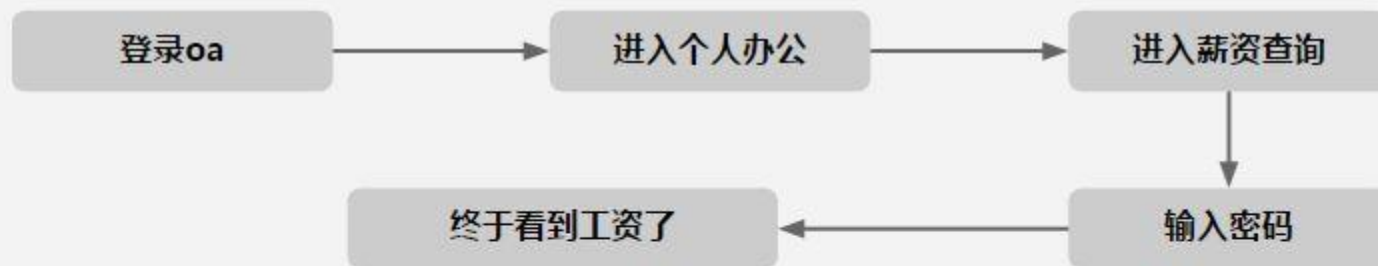 登录oa
进入个人办公
进入薪资查询
输入密码
终于看到工资了